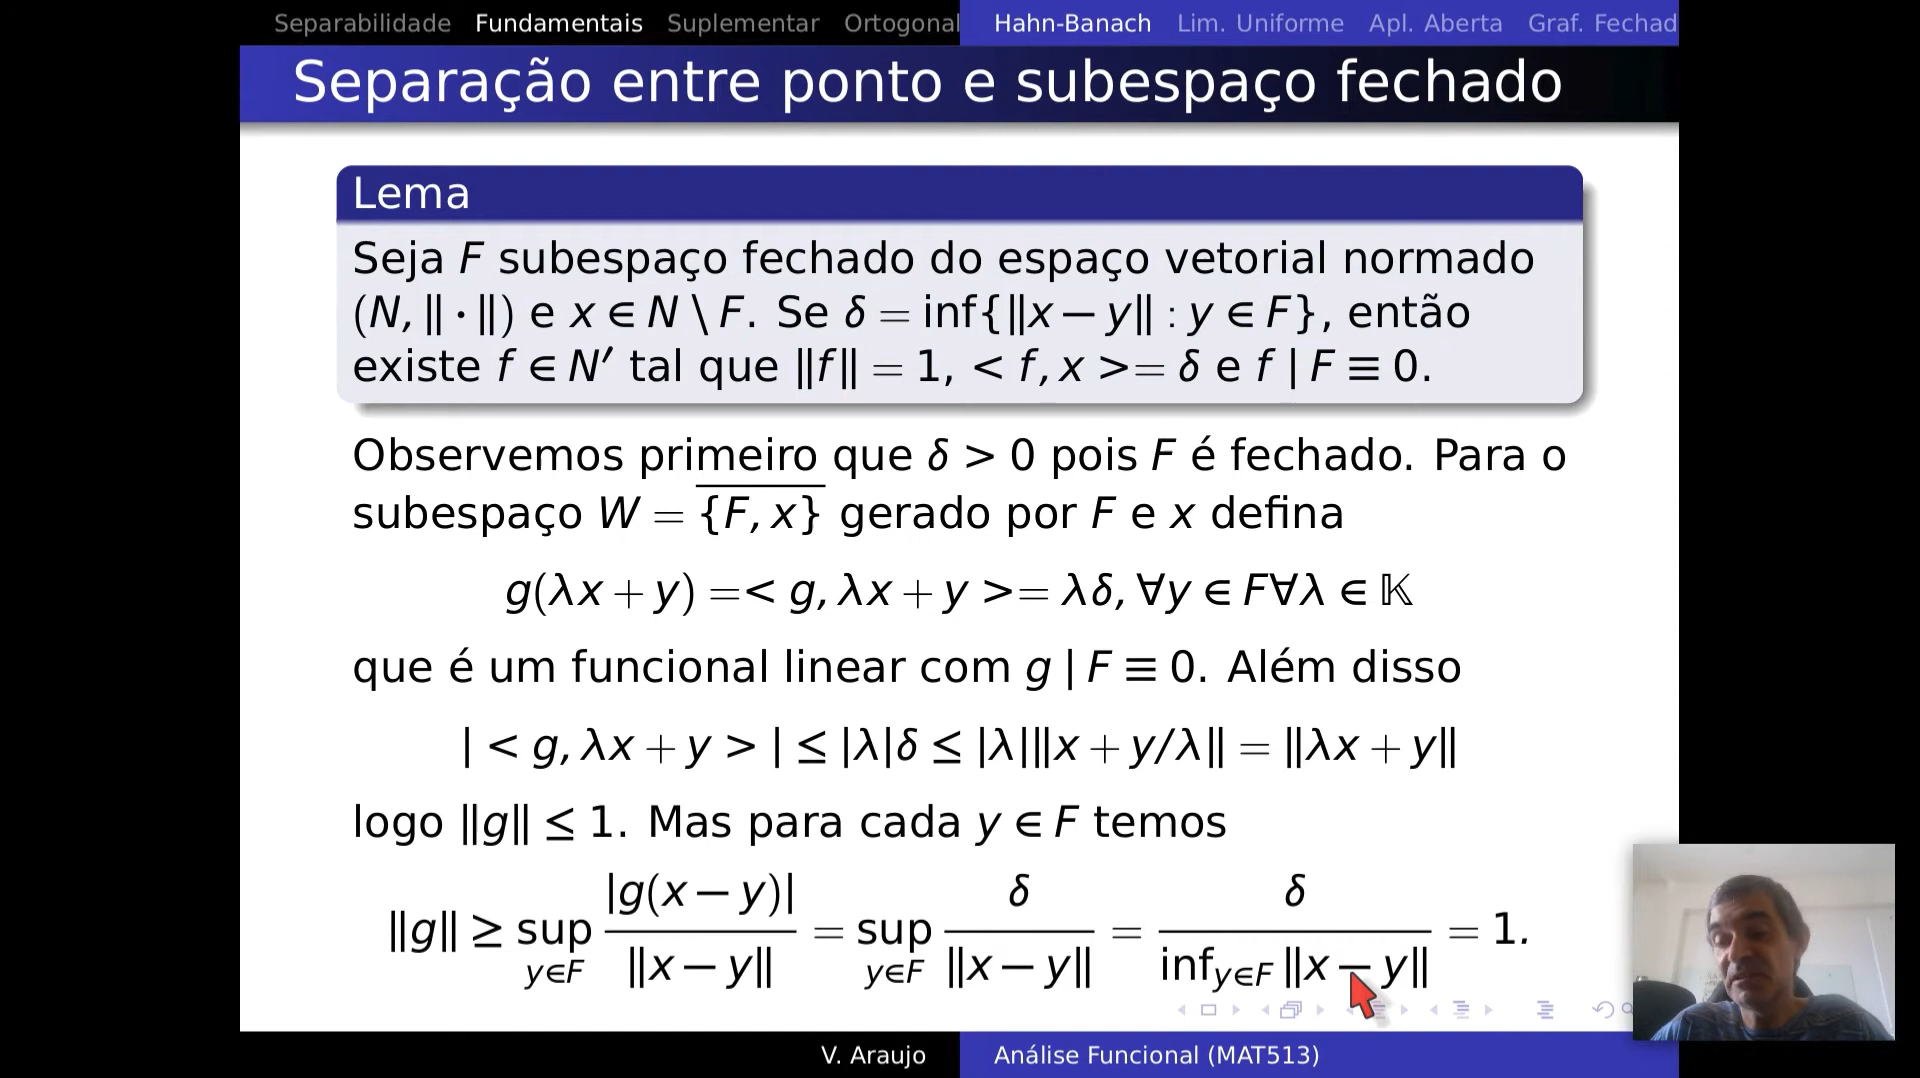 Separabilidade Fundamentais Suplementar Ortogonal Hahn-Banach Lim. Uniforme Apl. Aberta Graf. Fechad
Separação entre ponto e subespaço fechado
Lema
Seja F subespaço fechado do espaço vetorial normado
(N, ‖ · ‖) e x ∈ N \ F. Se δ = inf{‖x − y‖ : y ∈ F}, então
existe f ∈ N′ tal que ‖f‖ = 1, < f, x >= δ e f | F ≡ 0.
Observemos primeiro que δ > 0 pois F é fechado. Para o
subespaço W = \overline{{F, x}} gerado por F e x defina
g(λx + y) =< g, λx + y >= λδ, ∀y ∈ F∀λ ∈ 𝕂
que é um funcional linear com g | F ≡ 0. Além disso
| < g, λx + y > | ≤ |λ|δ ≤ |λ|‖x + y/λ‖ = ‖λx + y‖
logo ‖g‖ ≤ 1. Mas para cada y ∈ F temos
‖g‖ ≥ sup_{y∈F} |g(x − y)| / ‖x − y‖ = sup_{y∈F} δ / ‖x − y‖ = δ / inf_{y∈F} ‖x − y‖ = 1.
V. Araujo Análise Funcional (MAT513)